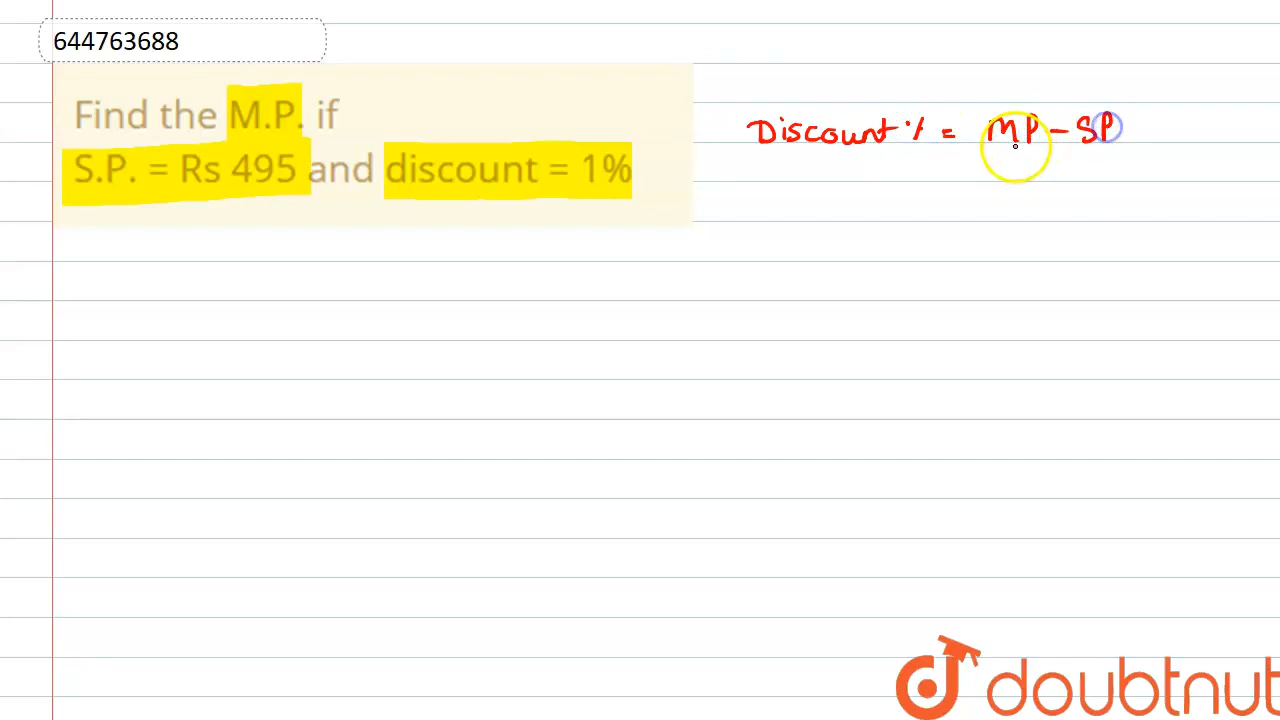 644763688
Find the M.P. if
S.P. = Rs 495 and discount = 1%
Discount % = MP - SP
doubtnut